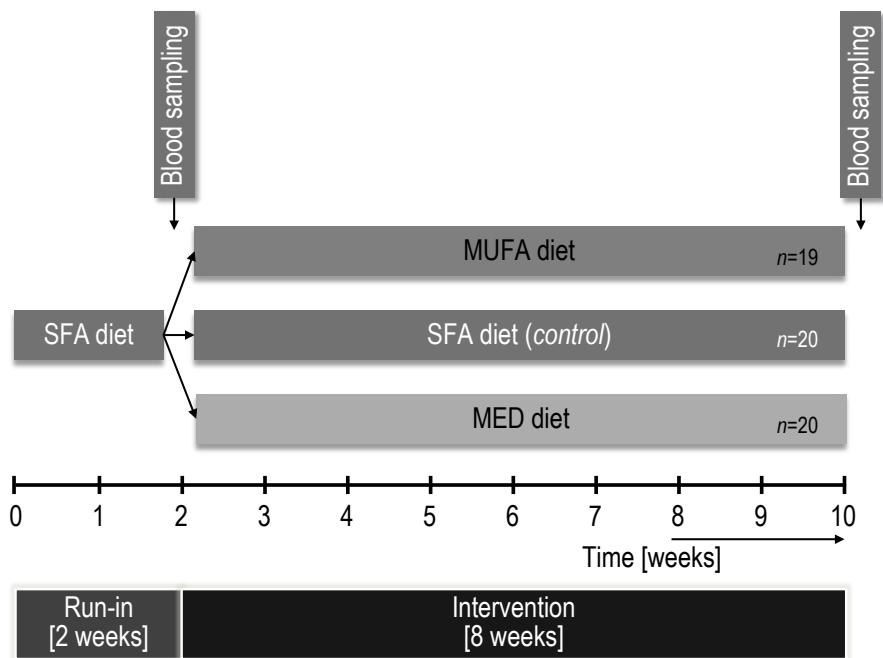 Blood sampling
Blood sampling
MUFA diet
n=19
SFA diet
SFA diet (control)
n=20
MED diet
n=20
0 1 2 3 4 5 6 7 8 9 10
Time [weeks]
Run-in
[2 weeks]
Intervention
[8 weeks]